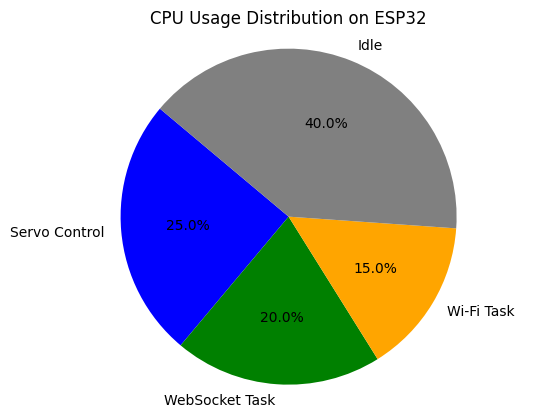 CPU Usage Distribution on ESP32
Idle
40.0%
Servo Control
25.0%
15.0%
Wi-Fi Task
20.0%
WebSocket Task